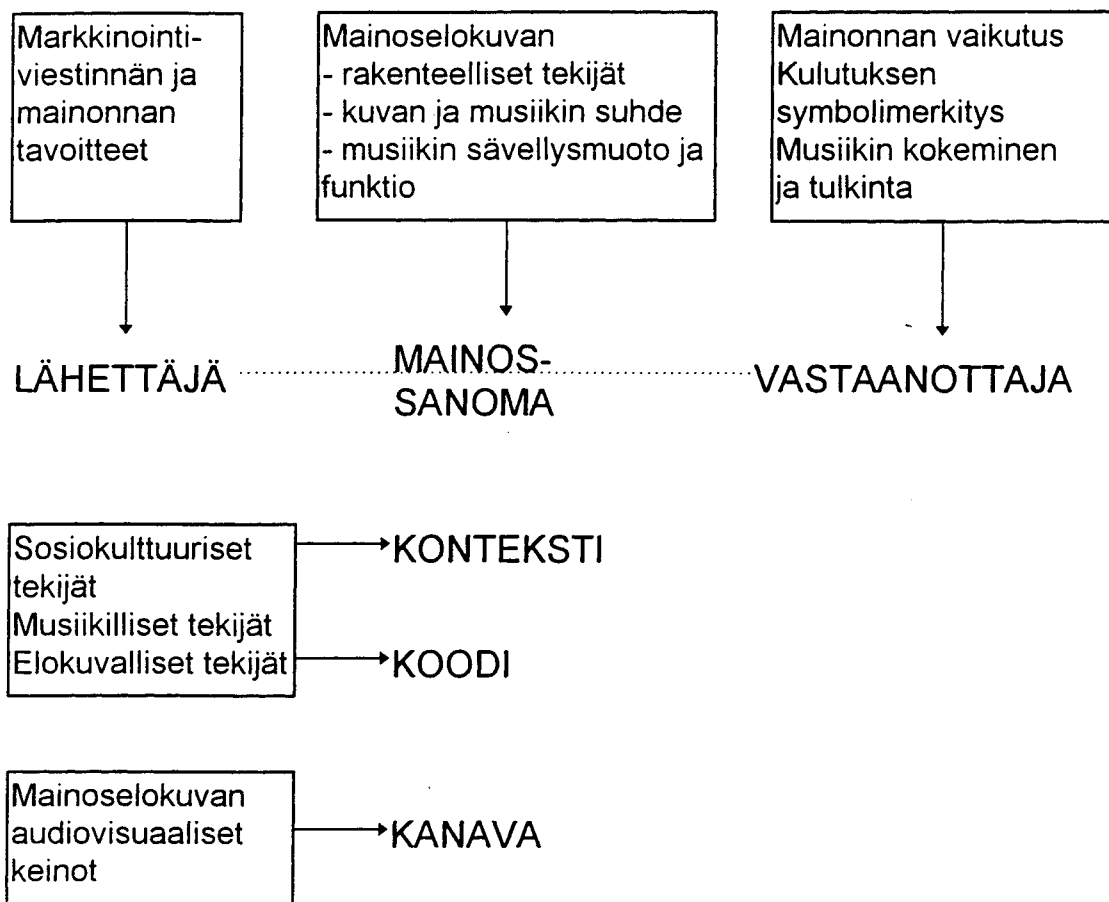 Markkinointi-
viestinnän ja
mainonnan
tavoitteet
Mainoselokuvan
- rakenteelliset tekijät
- kuvan ja musiikin suhde
- musiikin sävellysmuoto ja
funktio
Mainonnan vaikutus
Kulutuksen
symbolimerkitys
Musiikin kokeminen
ja tulkinta
LÄHETTÄJÄ
MAINOS-
SANOMA
VASTAANOTTAJA
Sosiokulttuuriset
tekijät
Musiikilliset tekijät
Elokuvalliset tekijät
KONTEKSTI
KOODI
Mainoselokuvan
audiovisuaaliset
keinot
KANAVA